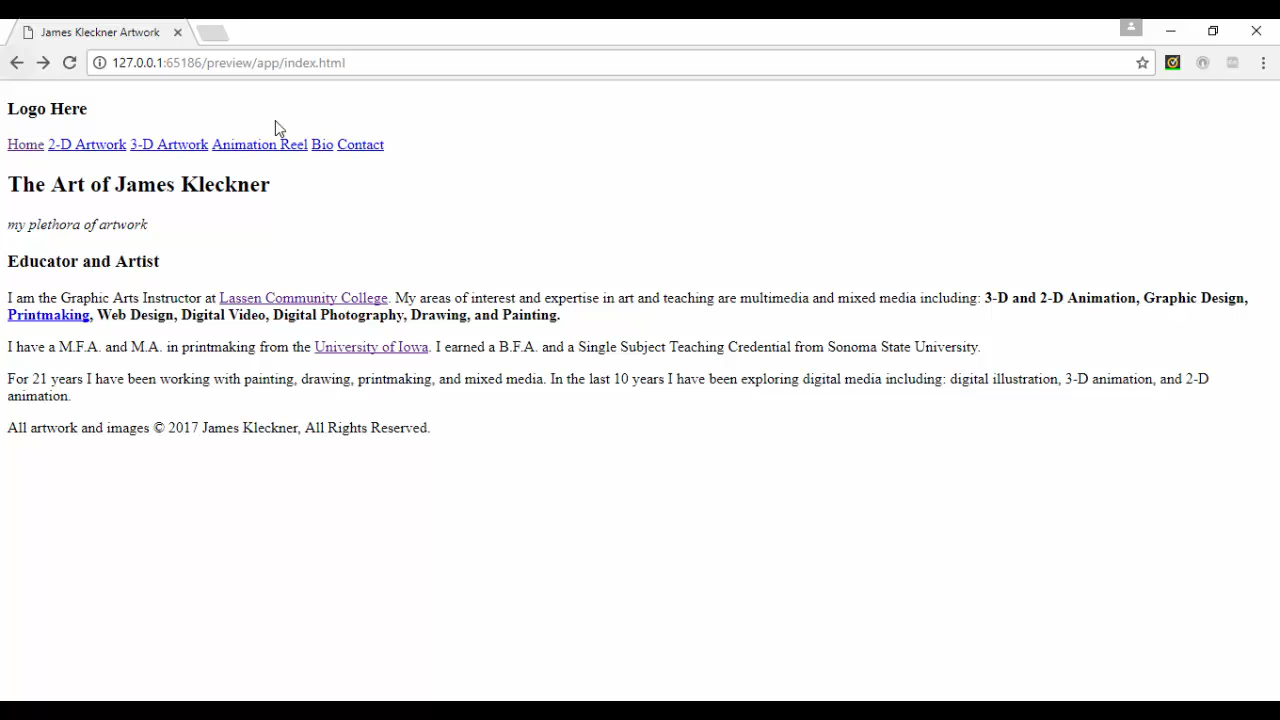 James Kleckner Artwork
127.0.0.1:65186/preview/app/index.html
Logo Here
Home 2-D Artwork 3-D Artwork Animation Reel Bio Contact
The Art of James Kleckner
my plethora of artwork
Educator and Artist
I am the Graphic Arts Instructor at Lassen Community College. My areas of interest and expertise in art and teaching are multimedia and mixed media including: 3-D and 2-D Animation, Graphic Design,
Printmaking, Web Design, Digital Video, Digital Photography, Drawing, and Painting.
I have a M.F.A. and M.A. in printmaking from the University of Iowa. I earned a B.F.A. and a Single Subject Teaching Credential from Sonoma State University.
For 21 years I have been working with painting, drawing, printmaking, and mixed media. In the last 10 years I have been exploring digital media including: digital illustration, 3-D animation, and 2-D
animation.
All artwork and images © 2017 James Kleckner, All Rights Reserved.